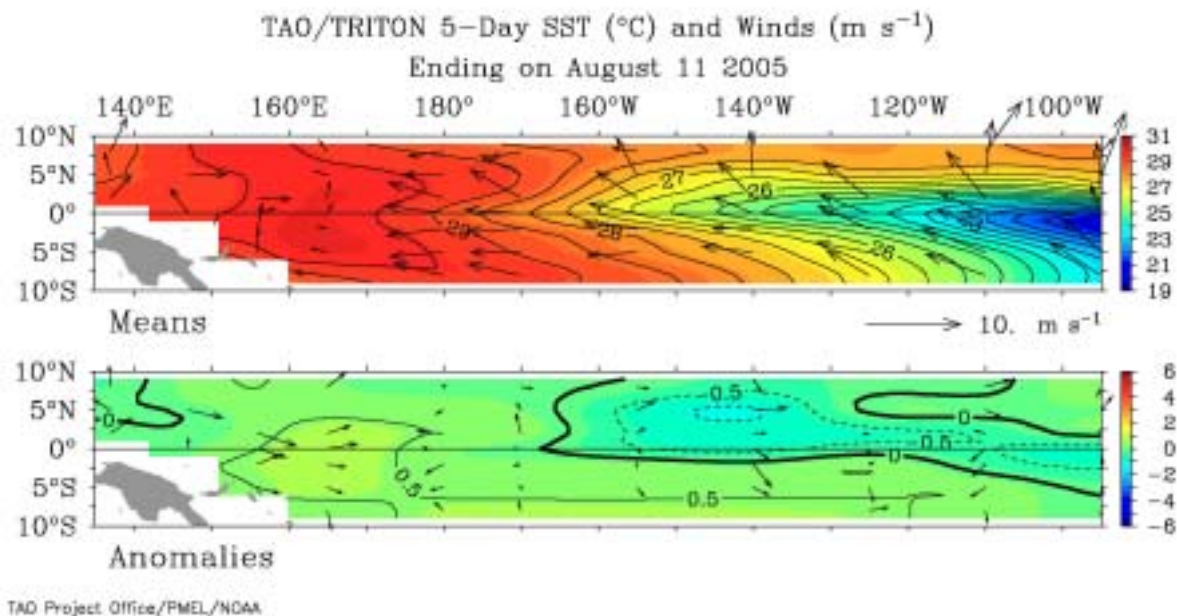 TAO/TRITON 5-Day SST (°C) and Winds (m s⁻¹)
Ending on August 11 2005
140°E 160°E 180° 160°W 140°W 120°W 100°W
10°N
5°N
0°
5°S
10°S
27
26
29
28
26
31
29
27
25
23
21
19
Means
10. m s⁻¹
10°N
5°N
0°
5°S
10°S
0
0.5
0.5
0
0.5
0
0.5
6
4
2
0
-2
-4
-6
Anomalies
TAO Project Office/PMEL/NOAA